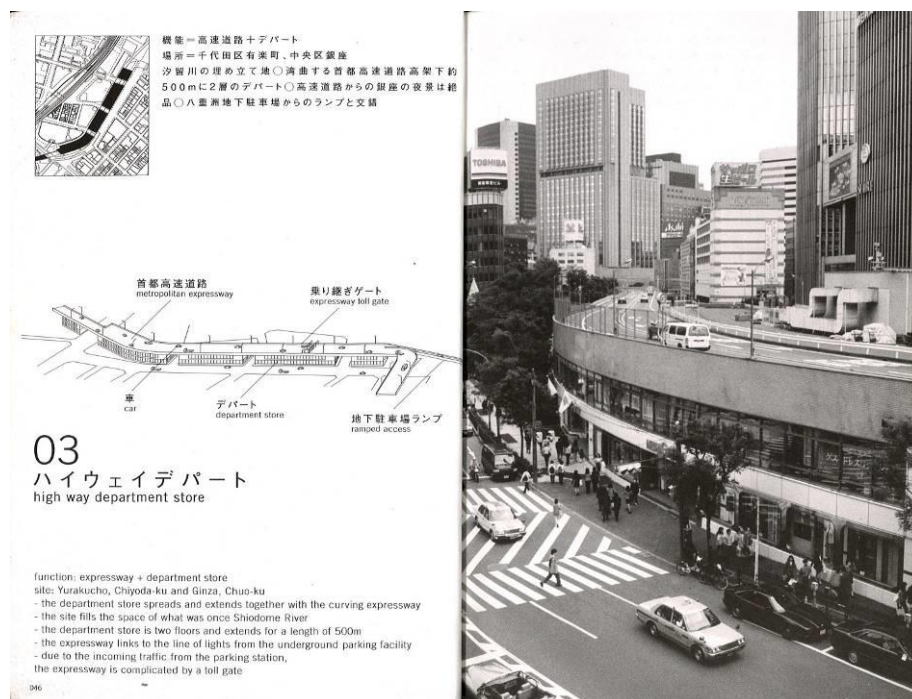 機能＝高速道路＋デパート
場所＝千代田区有楽町、中央区銀座
汐留川の埋め立て地○湾曲する首都高速道路高架下約
500mに2層のデパート○高速道路からの銀座の夜景は絶
品○八重洲地下駐車場からのランプと交錯
首都高速道路
metropolitan expressway
乗り継ぎゲート
expressway toll gate
車
car
デパート
department store
地下駐車場ランプ
ramped access
03
ハイウェイデパート
high way department store
function: expressway + department store
site: Yurakucho, Chiyoda-ku and Ginza, Chuo-ku
- the department store spreads and extends together with the curving expressway
- the site fills the space of what was once Shiodome River
- the department store is two floors and extends for a length of 500m
- the expressway links to the line of lights from the underground parking facility
- due to the incoming traffic from the parking station,
the expressway is complicated by a toll gate
046
TOSHIBA
Asahi